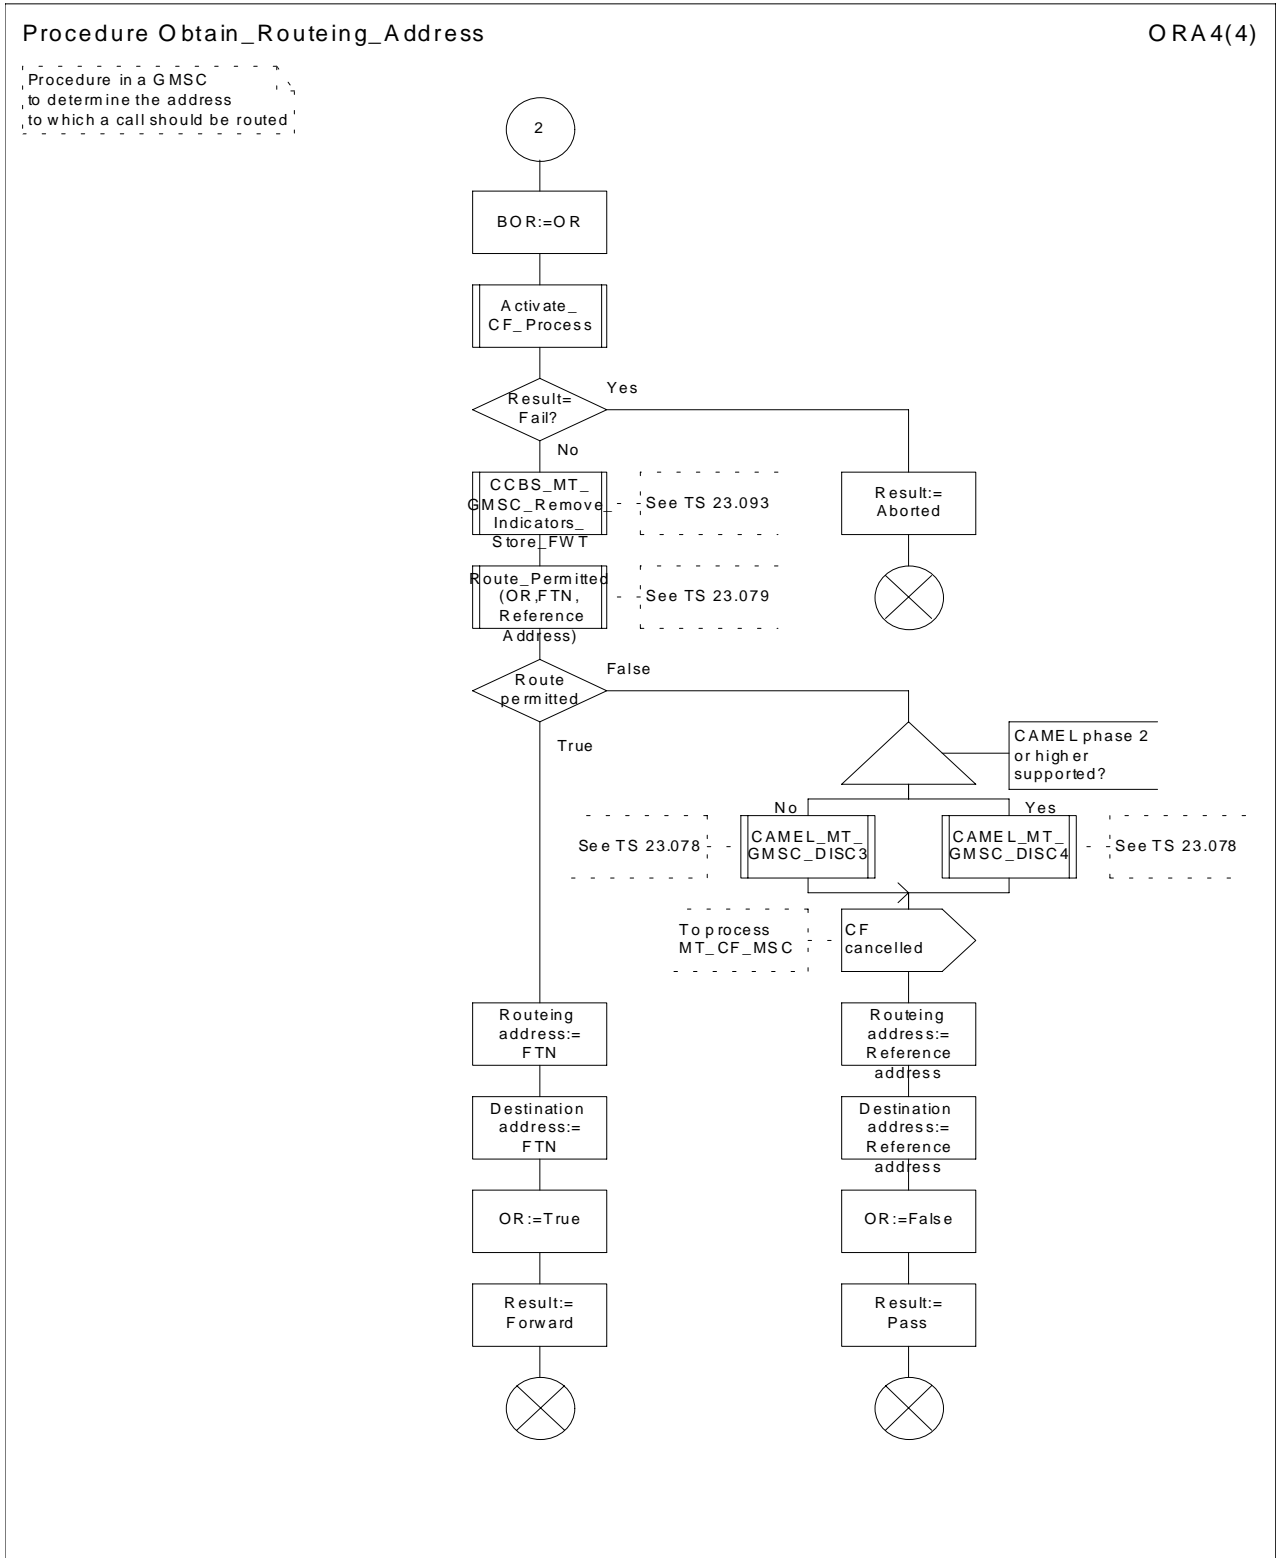 Procedure Obtain_Routeing_Address
ORA4(4)
Procedure in a GMSC
to determine the address
to which a call should be routed
2
BOR:=OR
Activate_
CF_Process
Result=
Fail?
Yes
No
CCBS_MT_
GMSC_Remove_
Indicators_
Store_FWT
See TS 23.093
Result:=
Aborted
Route_Permitted
(OR,FTN,
Reference
Address)
See TS 23.079
Route
permitted
False
True
CAMEL phase 2
or higher
supported?
No
Yes
See TS 23.078
CAMEL_MT_
GMSC_DISC3
CAMEL_MT_
GMSC_DISC4
See TS 23.078
To process
MT_CF_MSC
CF
cancelled
Routeing
address:=
FTN
Routeing
address:=
Reference
address
Destination
address:=
FTN
Destination
address:=
Reference
address
OR:=True
OR:=False
Result:=
Forward
Result:=
Pass